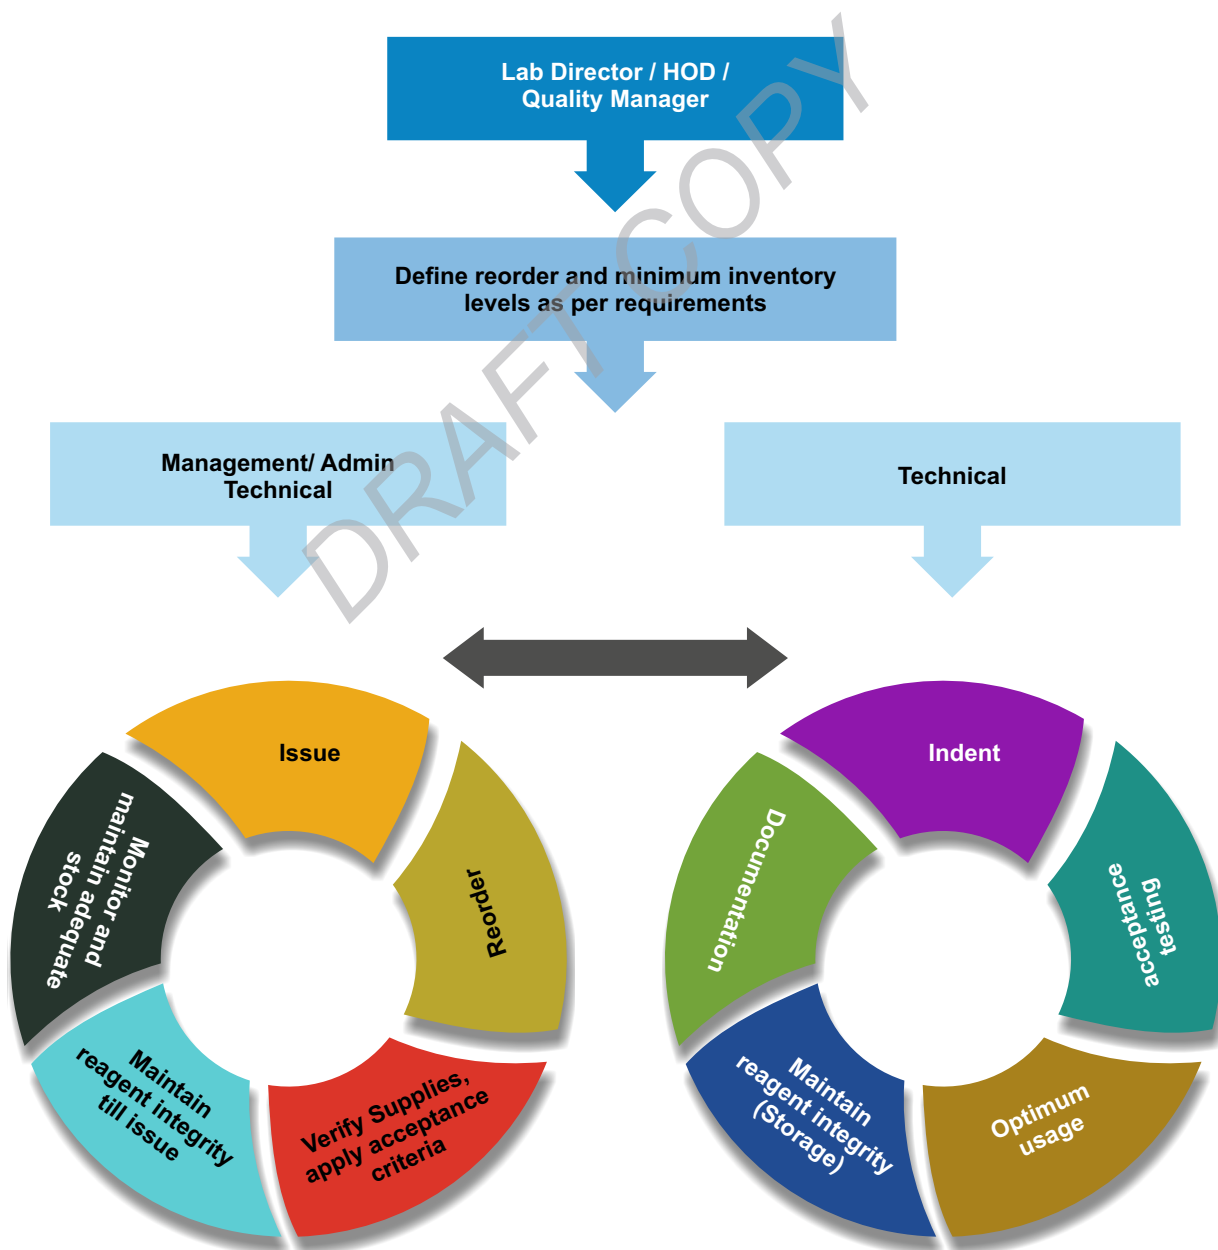 Lab Director / HOD /
Quality Manager
Define reorder and minimum inventory
levels as per requirements
Management/ Admin
Technical
Technical
Issue
Reorder
Verify Supplies,
apply acceptance
criteria
Maintain
reagent integrity
till issue
Monitor and
maintain adequate
stock
Indent
acceptance
testing
Optimum
usage
Maintain
reagent integrity
(Storage)
Documentation
DRAFT COPY